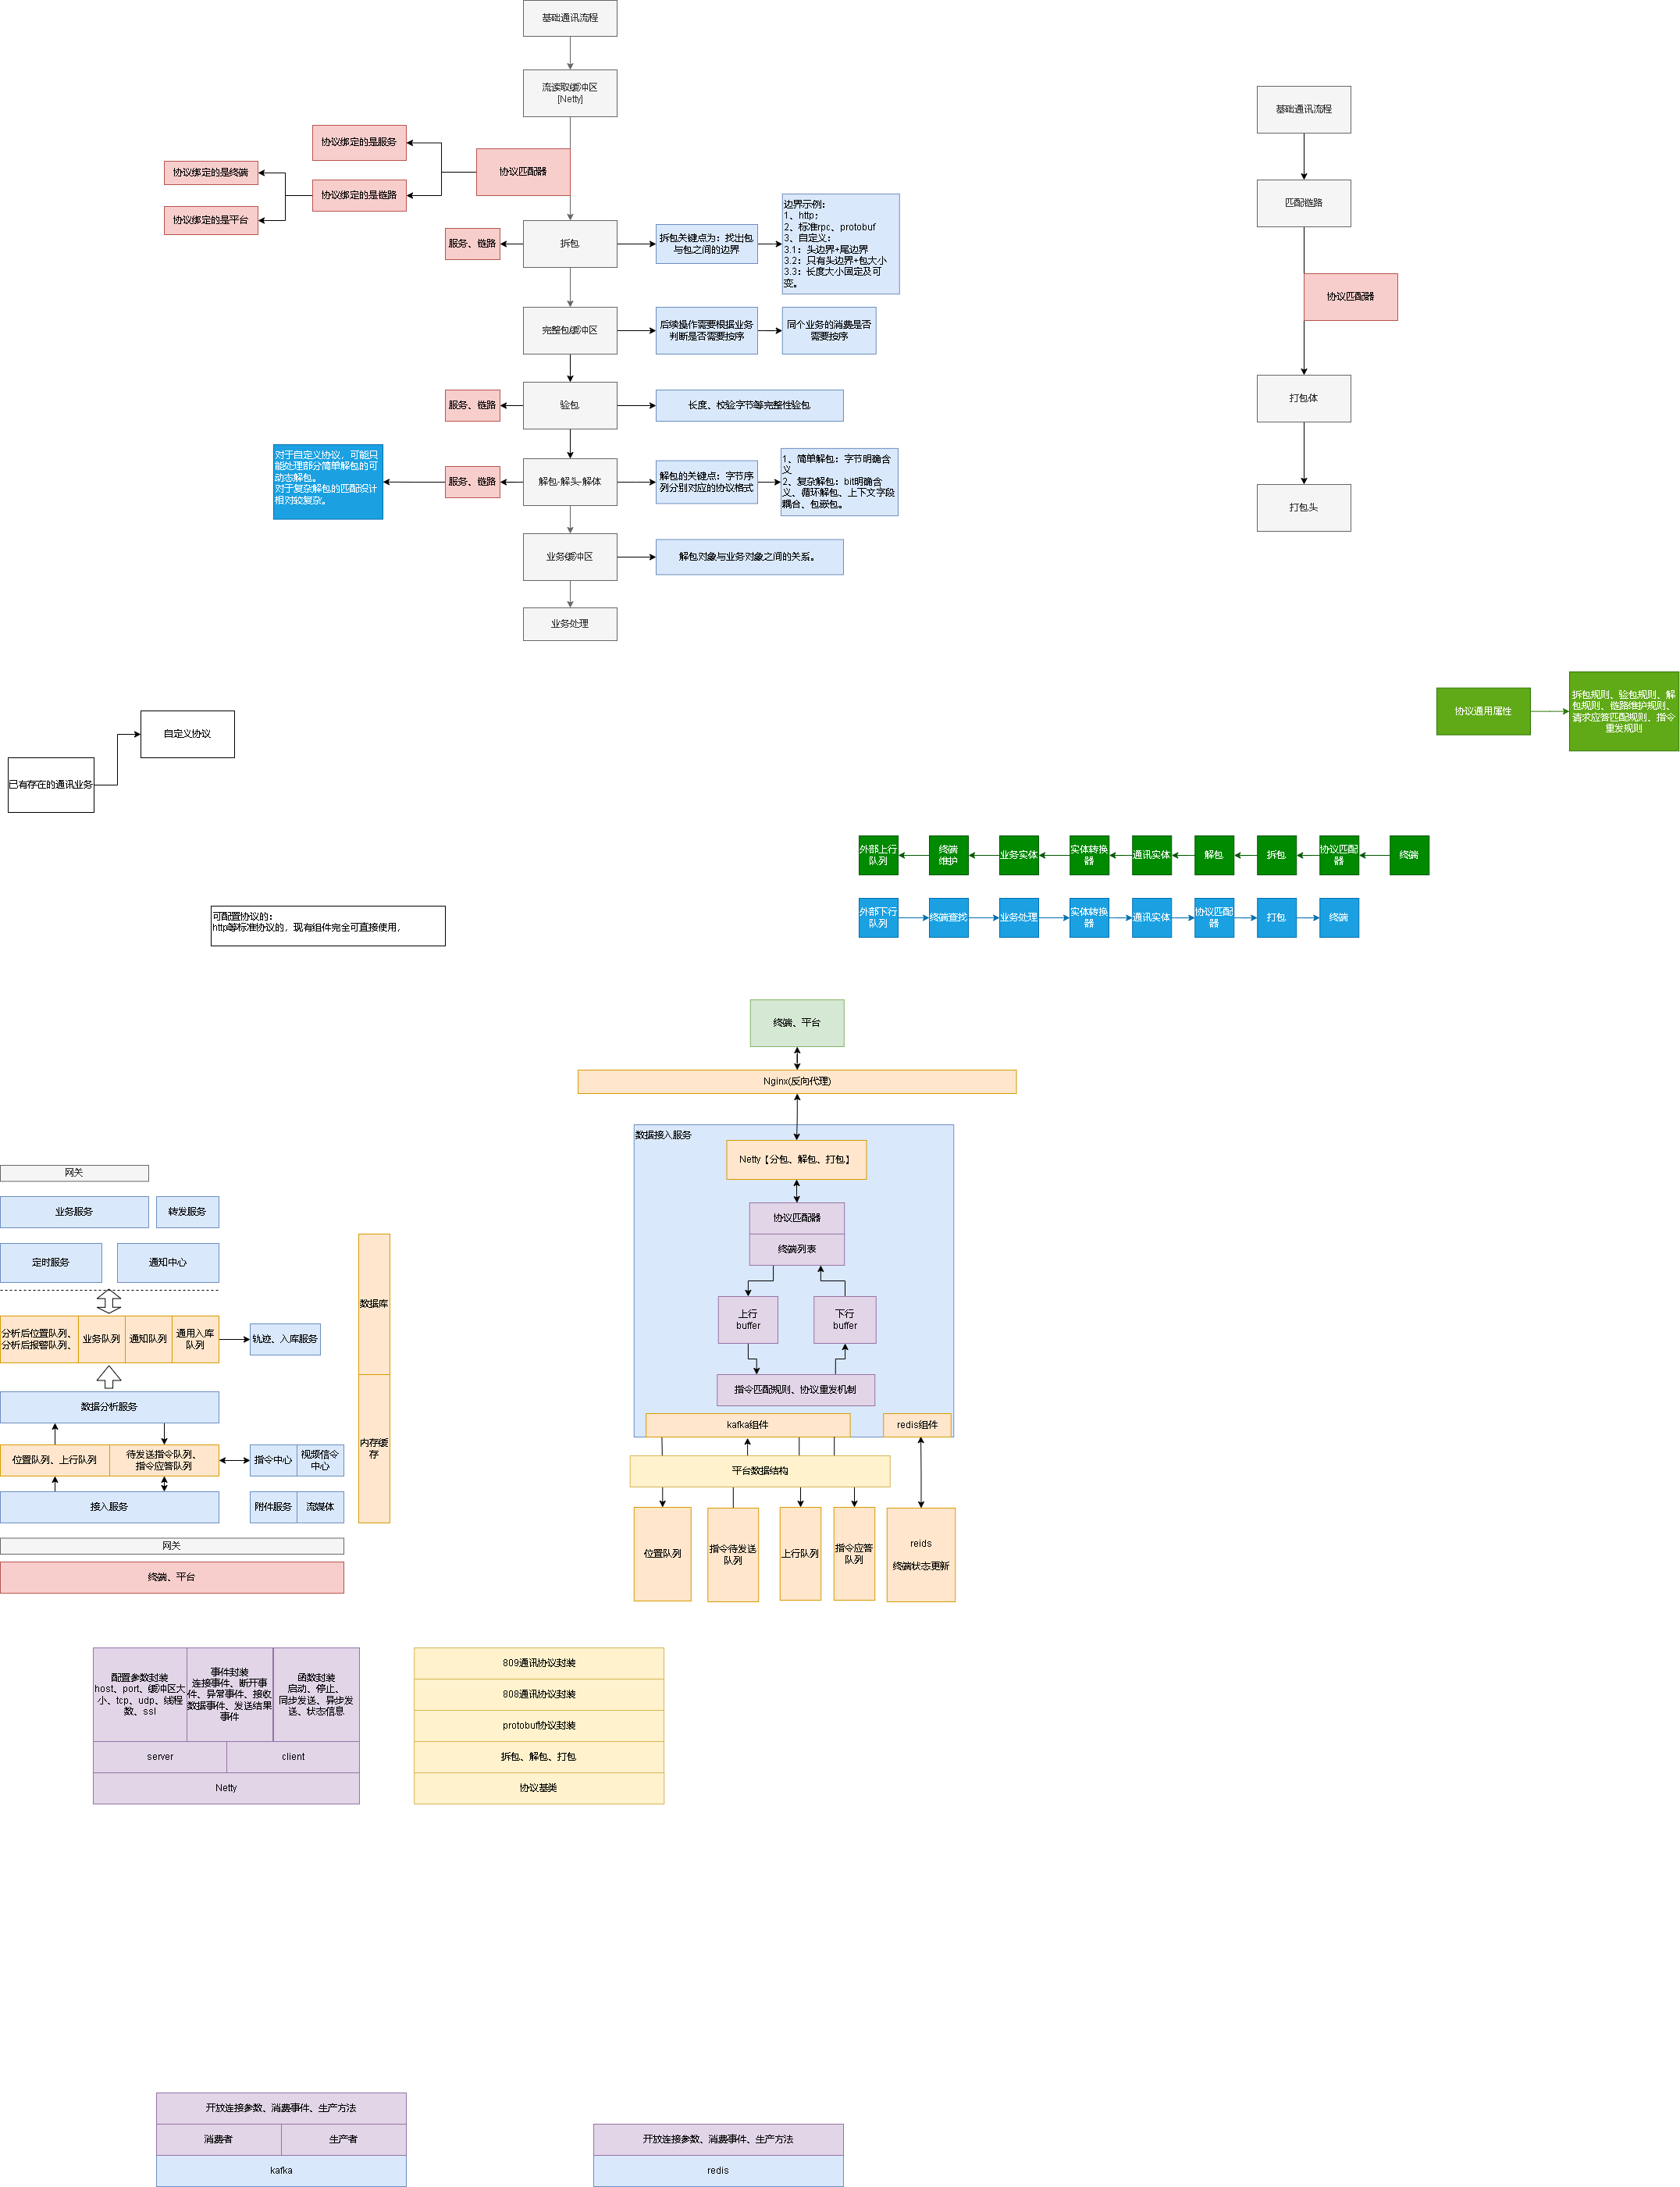 基础通讯流程
流读取缓冲区
[Netty]
协议匹配器
协议绑定的是服务
协议绑定的是链路
协议绑定的是终端
协议绑定的是平台
拆包
服务、链路
拆包关键点为：找出包
与包之间的边界
边界示例：
1、http；
2、标准rpc、protobuf
3、自定义：
3.1：头边界+尾边界
3.2：只有头边界+包大小
3.3：长度大小固定及可
变。
完整包缓冲区
后续操作需要根据业务
判断是否需要按序
同个业务的消费是否
需要按序
验包
服务、链路
长度、校验字节等完整性验包
解包-解头-解体
服务、链路
对于自定义协议，可能只
能处理部分简单解包的可
动态解包。
对于复杂解包的匹配设计
相对较复杂。
解包的关键点：字节序
列分别对应的协议格式
1、简单解包：字节明确含
义
2、复杂解包：bit明确含
义、循环解包、上下文字段
耦合、包嵌包。
业务缓冲区
解包对象与业务对象之间的关系。
业务处理
基础通讯流程
匹配链路
协议匹配器
打包体
打包头
协议通用属性
拆包规则、验包规则、解
包规则、链路维护规则、
请求应答匹配规则、指令
重发规则
自定义协议
已有存在的通讯业务
可配置协议的：
http等标准协议的，现有组件完全可直接使用，
外部上行
队列
终端
维护
业务实体
实体转换
器
通讯实体
解包
拆包
协议匹配
器
终端
外部下行
队列
终端查找
业务处理
实体转换
器
通讯实体
协议匹配
器
打包
终端
终端、平台
Nginx(反向代理)
数据接入服务
Netty【分包、解包、打包】
协议匹配器
终端列表
上行
buffer
下行
buffer
指令匹配规则、协议重发机制
kafka组件
redis组件
平台数据结构
位置队列
指令待发送
队列
上行队列
指令应答
队列
reids
终端状态更新
网关
业务服务
转发服务
定时服务
通知中心
分析后位置队列、
分析后报警队列、
业务队列
通知队列
通用入库
队列
轨迹、入库服务
数据分析服务
位置队列、上行队列
待发送指令队列、
指令应答队列
指令中心
视频信令
中心
接入服务
附件服务
流媒体
网关
终端、平台
数据库
内存缓
存
配置参数封装
host、port、缓冲区大
小、tcp、udp、线程
数、ssl
事件封装
连接事件、断开事
件、异常事件、接收
数据事件、发送结果
事件
函数封装
启动、停止、
同步发送、异步发
送、状态信息
server
client
Netty
809通讯协议封装
808通讯协议封装
protobuf协议封装
拆包、解包、打包
协议基类
开放连接参数、消费事件、生产方法
消费者
生产者
kafka
开放连接参数、消费事件、生产方法
redis